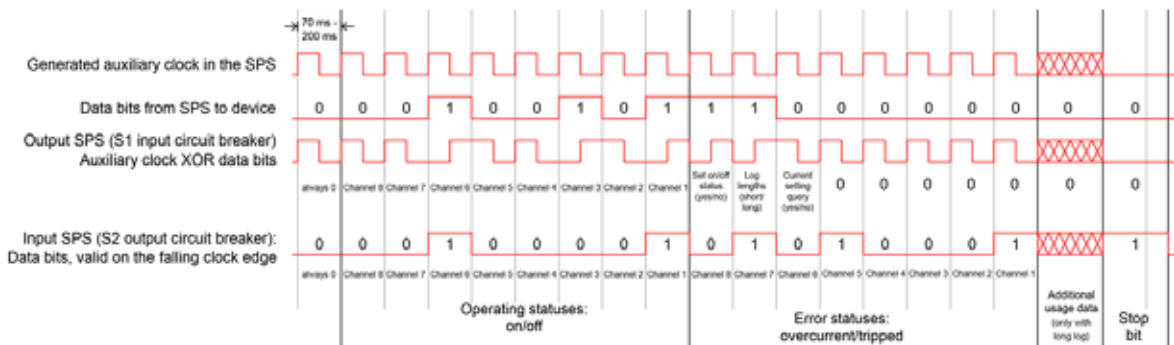 70 ms -
200 ms
Generated auxiliary clock in the SPS
Data bits from SPS to device 0 0 0 1 0 0 1 0 1 1 1 0 0 0 0 0 0 0 0
Output SPS (S1 input circuit breaker)
Auxiliary clock XOR data bits
always 0 Channel 8 Channel 7 Channel 6 Channel 5 Channel 4 Channel 3 Channel 2 Channel 1 Set on/off status (yes/no) Log lengths (short/long) Current setting query (yes/no) 0 0 0 0 0 0 0
Input SPS (S2 output circuit breaker):
Data bits, valid on the falling clock edge
0 0 0 1 0 0 0 0 1 0 1 0 1 0 0 0 1 1
always 0 Channel 8 Channel 7 Channel 6 Channel 5 Channel 4 Channel 3 Channel 2 Channel 1 Channel 8 Channel 7 Channel 6 Channel 5 Channel 4 Channel 3 Channel 2 Channel 1
Operating statuses:
on/off
Error statuses:
overcurrent/tripped
Additional
usage data
(only with
long log)
Stop
bit